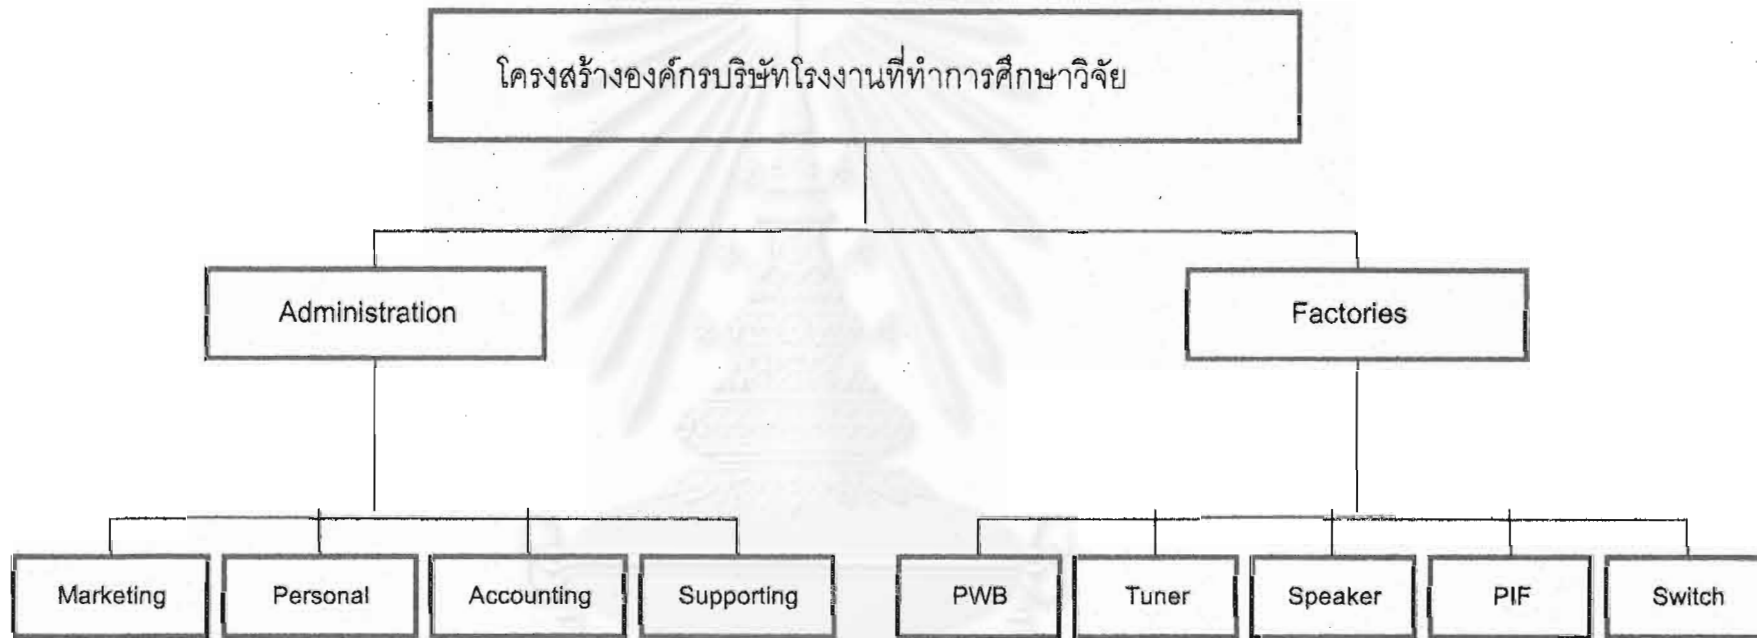 โครงสร้างองค์กรบริษัทโรงงานที่ทำการศึกษาวิจัย
Administration
Factories
Marketing
Personal
Accounting
Supporting
PWB
Tuner
Speaker
PIF
Switch